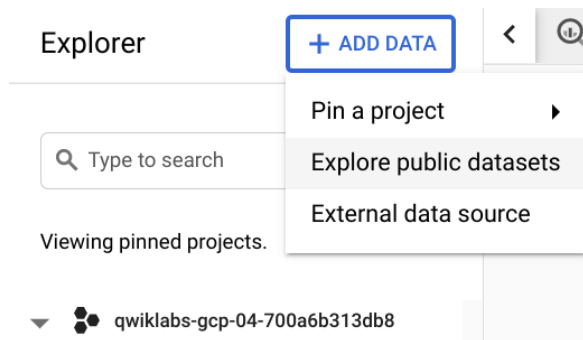 Explorer
+ ADD DATA
Pin a project
Type to search
Explore public datasets
External data source
Viewing pinned projects.
qwiklabs-gcp-04-700a6b313db8